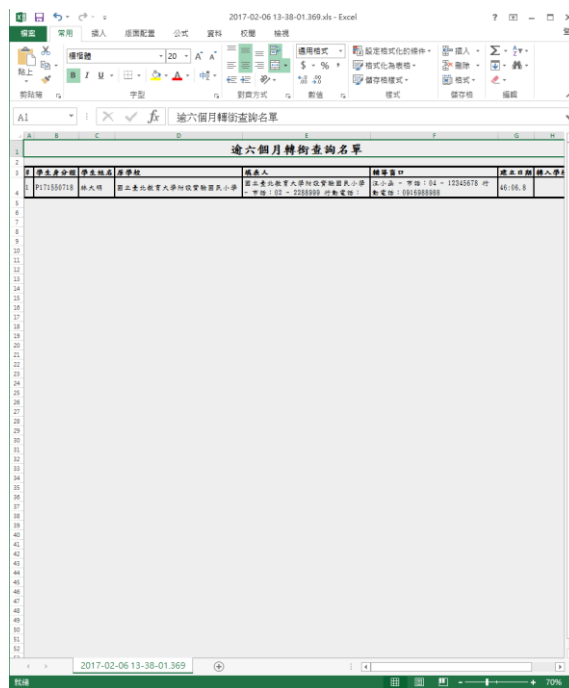 2017-02-06 13-38-01.369.xls - Excel
檔案 常用 插入 版面配置 公式 資料 校閱 檢視
標楷體 20
通用格式
設定格式化的條件
格式化為表格
儲存格樣式
插入
刪除
格式
貼上
剪貼簿 字型 對齊方式 數值 樣式 儲存格 編輯
A1 逾六個月轉銜查詢名單
A B C D E F G H
逾六個月轉銜查詢名單
# 學生身分證 學生姓名 原學校 填表人 輔導窗口 建立日期
1 P171550718 林大明 國立臺北教育大學附設實驗國民小學 國立臺北教育大學附設實驗國民小學 汪小函 - 市話：04 - 12345678 行 46:06.8
- 市話：02 - 2288999 行動電話： 動電話：0916988988
2017-02-06 13-38-01.369
就緒 70%